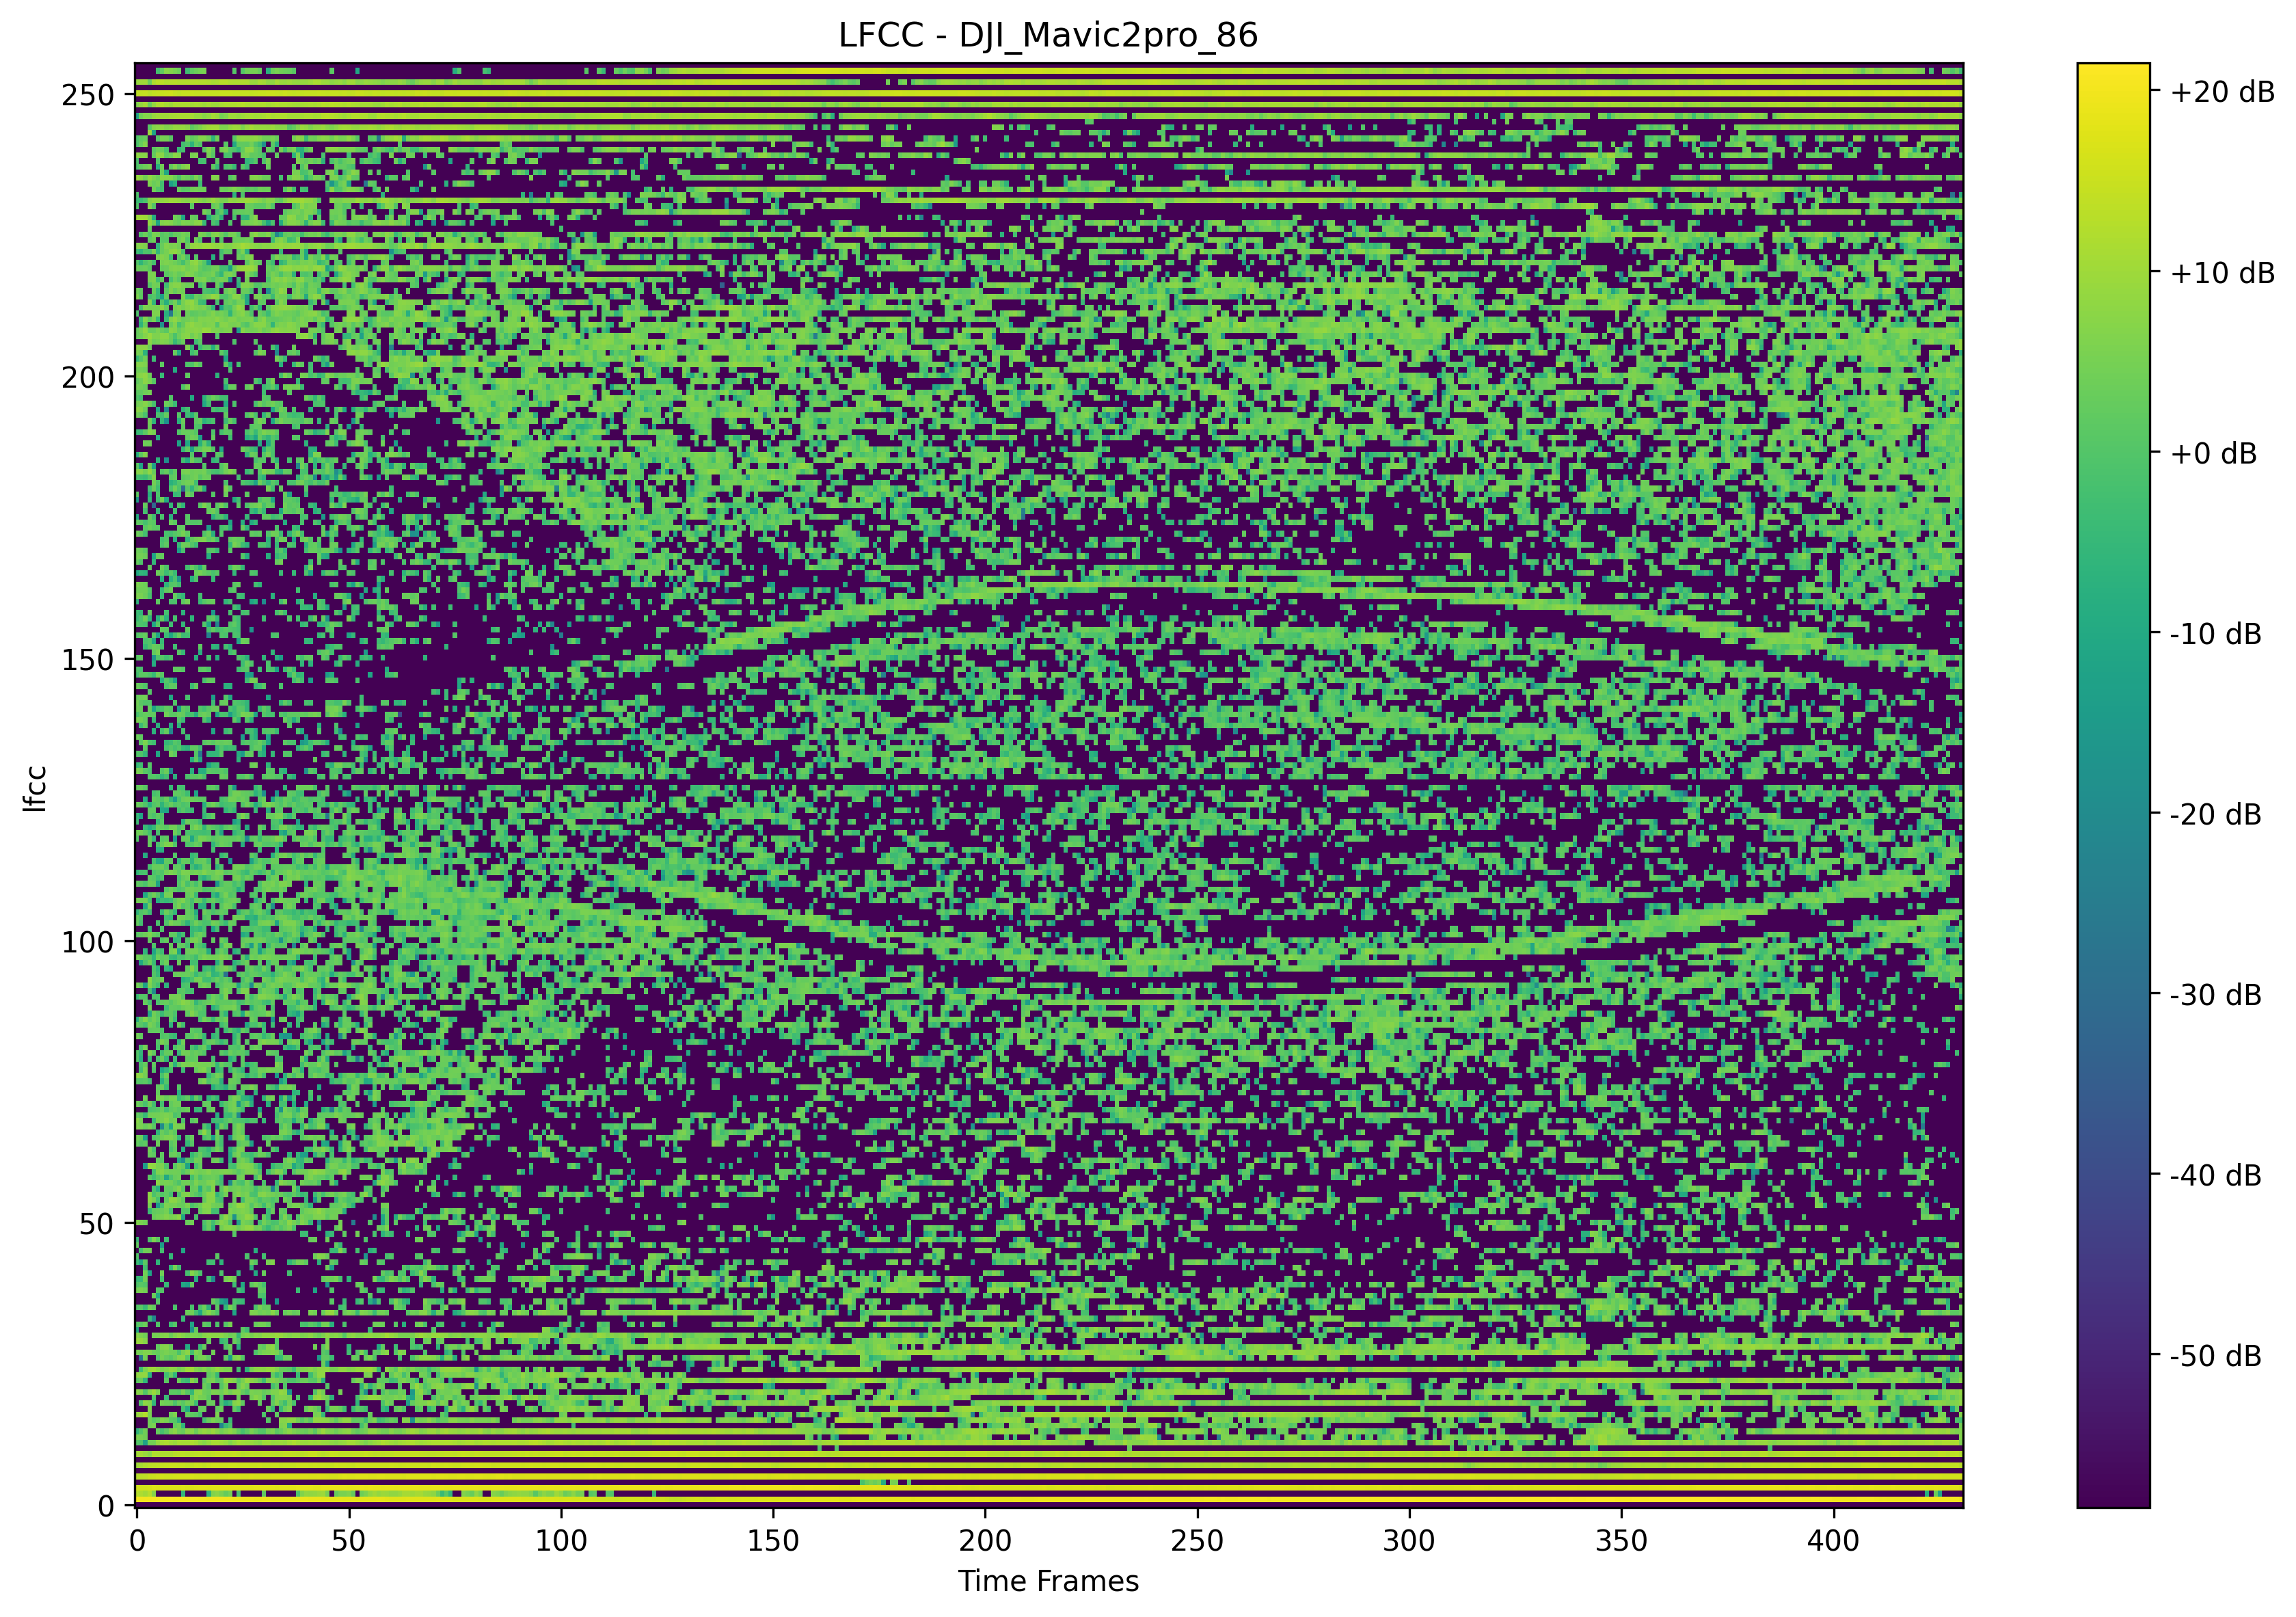 LFCC - DJI_Mavic2pro_86
250
200
150
100
50
0
lfcc
0 50 100 150 200 250 300 350 400
Time Frames
+20 dB
+10 dB
+0 dB
-10 dB
-20 dB
-30 dB
-40 dB
-50 dB